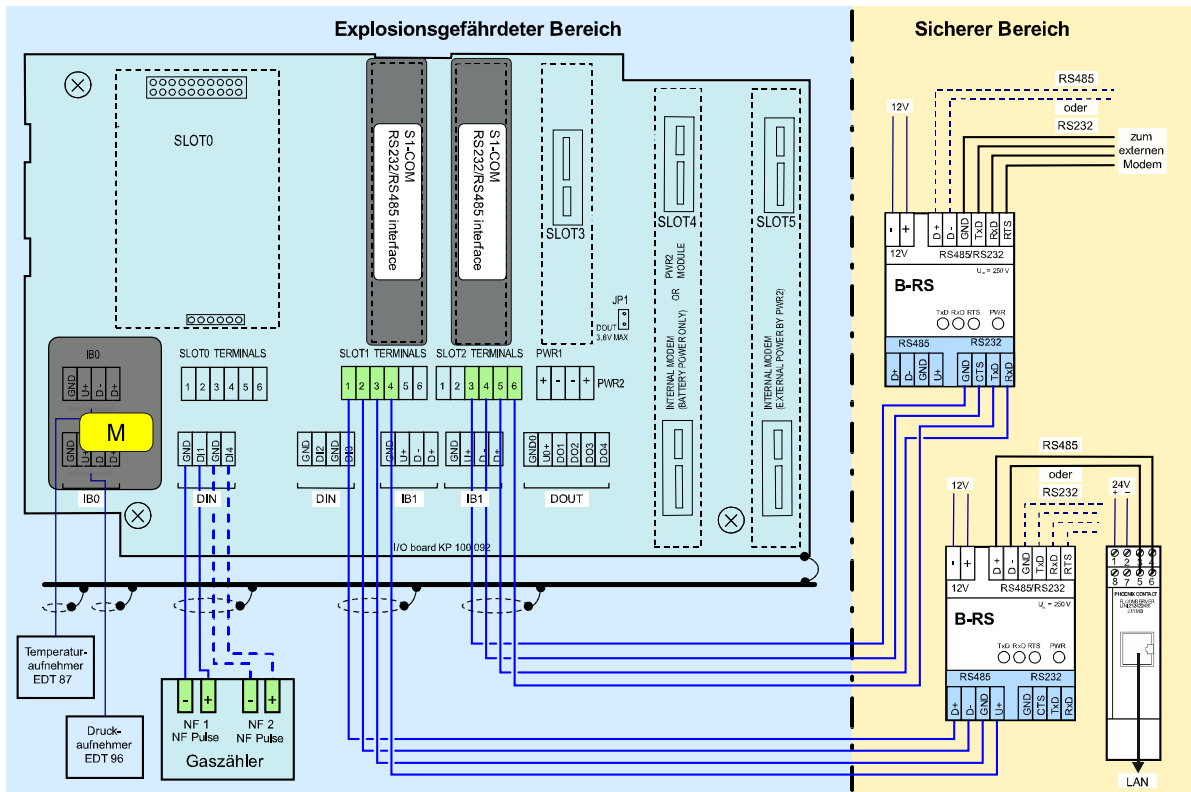 Explosionsgefährdeter Bereich
Sicherer Bereich
SLOT0
S1-COM
RS232/RS485 interface
S1-COM
RS232/RS485 interface
SLOT3
SLOT4
SLOT5
INTERNAL MODEM
(BATTERY POWER ONLY)
OR
PWR2
MODULE
INTERNAL MODEM
(EXTERNAL POWER BY PWR2)
JP1
DOUT
3,6V MAX
IB0
GND
U+
D-
D+
M
GND
U+
D-
D+
IB0
SLOT0 TERMINALS
1 2 3 4 5 6
SLOT1 TERMINALS
1 2 3 4 5 6
SLOT2 TERMINALS
1 2 3 4 5 6
PWR1
+ - - +
PWR2
GND
DI1
GND
DI4
DIN
GND
DI2
GND
DI3
DIN
GND
U+
D-
D+
IB1
GND
U+
D-
D+
IB1
GND0
U0+
DO1
DO2
DO3
DO4
DOUT
I/O board KP 100 092
Temperatur-
aufnehmer
EDT 87
Druck-
aufnehmer
EDT 96
- + - +
NF 1
NF Pulse
NF 2
NF Pulse
Gaszähler
RS485
oder
RS232
12V
zum
externen
Modem
- +
D+
D-
GND
TxD
RxD
RTS
12V
RS485/RS232
Um = 250 V
B-RS
TxD RxD RTS PWR
RS485
RS232
D+
D-
GND
U+
GND
CTS
TxD
RxD
RS485
oder
RS232
12V
24V
+ -
- +
D+
D-
GND
TxD
RxD
RTS
12V
RS485/RS232
Um = 250 V
B-RS
TxD RxD RTS PWR
RS485
RS232
D+
D-
GND
U+
GND
CTS
TxD
RxD
1 2 3 4
8 7 5 6
PHOENIX CONTACT
LAN